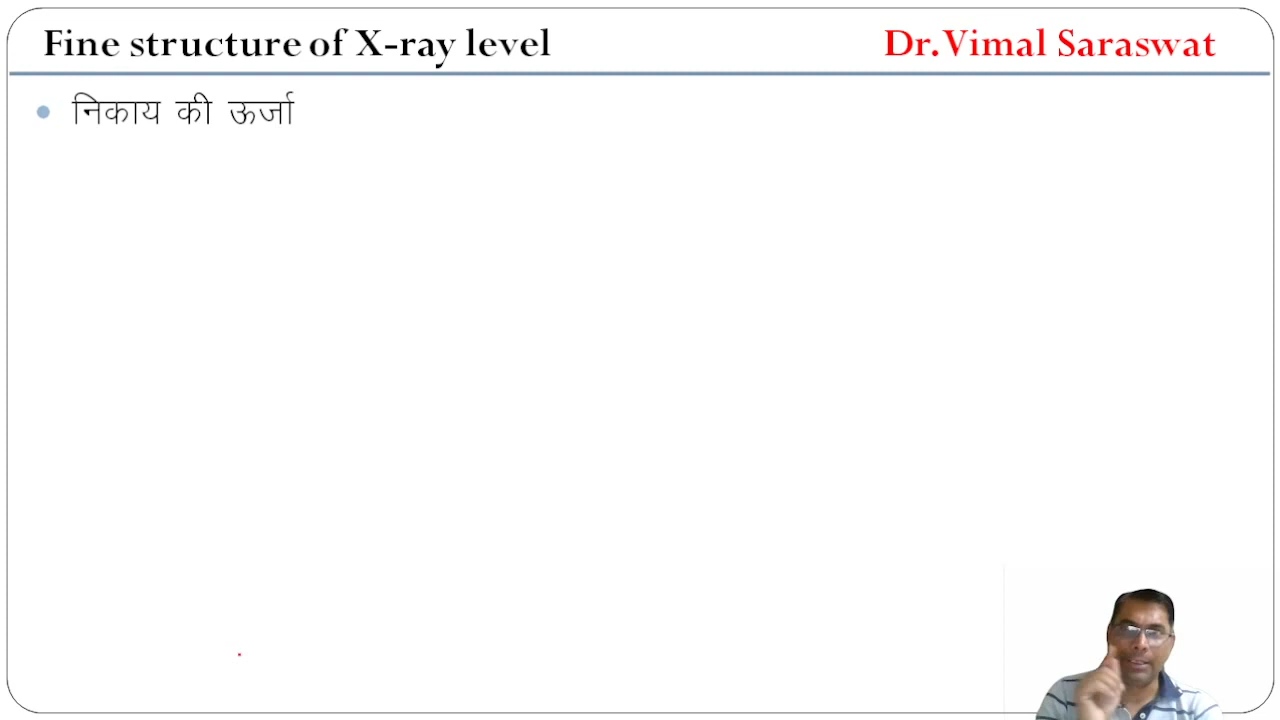 Fine structure of X-ray level Dr.Vimal Saraswat
निकाय की ऊर्जा